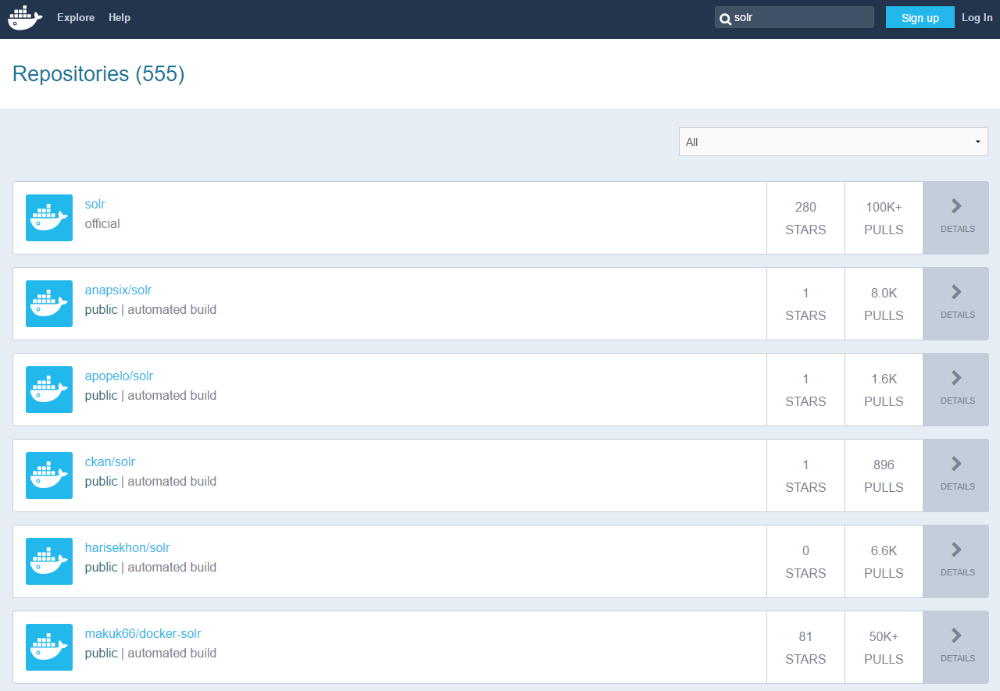 Explore Help solr Sign up Log In
Repositories (555)
All
solr
official
280
STARS
100K+
PULLS
DETAILS
anapsix/solr
public | automated build
1
STARS
8.0K
PULLS
DETAILS
apopelo/solr
public | automated build
1
STARS
1.6K
PULLS
DETAILS
ckan/solr
public | automated build
1
STARS
896
PULLS
DETAILS
harisekhon/solr
public | automated build
0
STARS
6.6K
PULLS
DETAILS
makuk66/docker-solr
public | automated build
81
STARS
50K+
PULLS
DETAILS